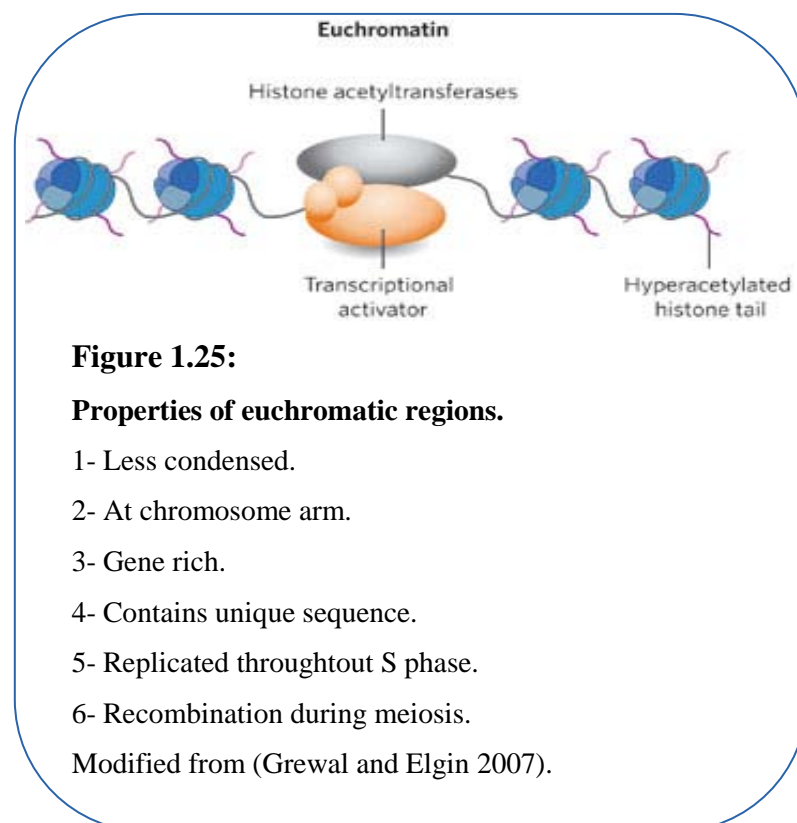 Euchromatin
Histone acetyltransferases
Transcriptional
activator
Hyperacetylated
histone tail
Figure 1.25:
Properties of euchromatic regions.
1- Less condensed.
2- At chromosome arm.
3- Gene rich.
4- Contains unique sequence.
5- Replicated throughtout S phase.
6- Recombination during meiosis.
Modified from (Grewal and Elgin 2007).